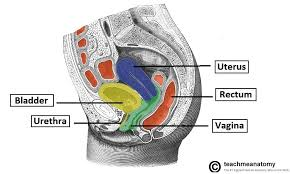 Uterus
Rectum
Bladder
Urethra
Vagina
teachmeanatomy